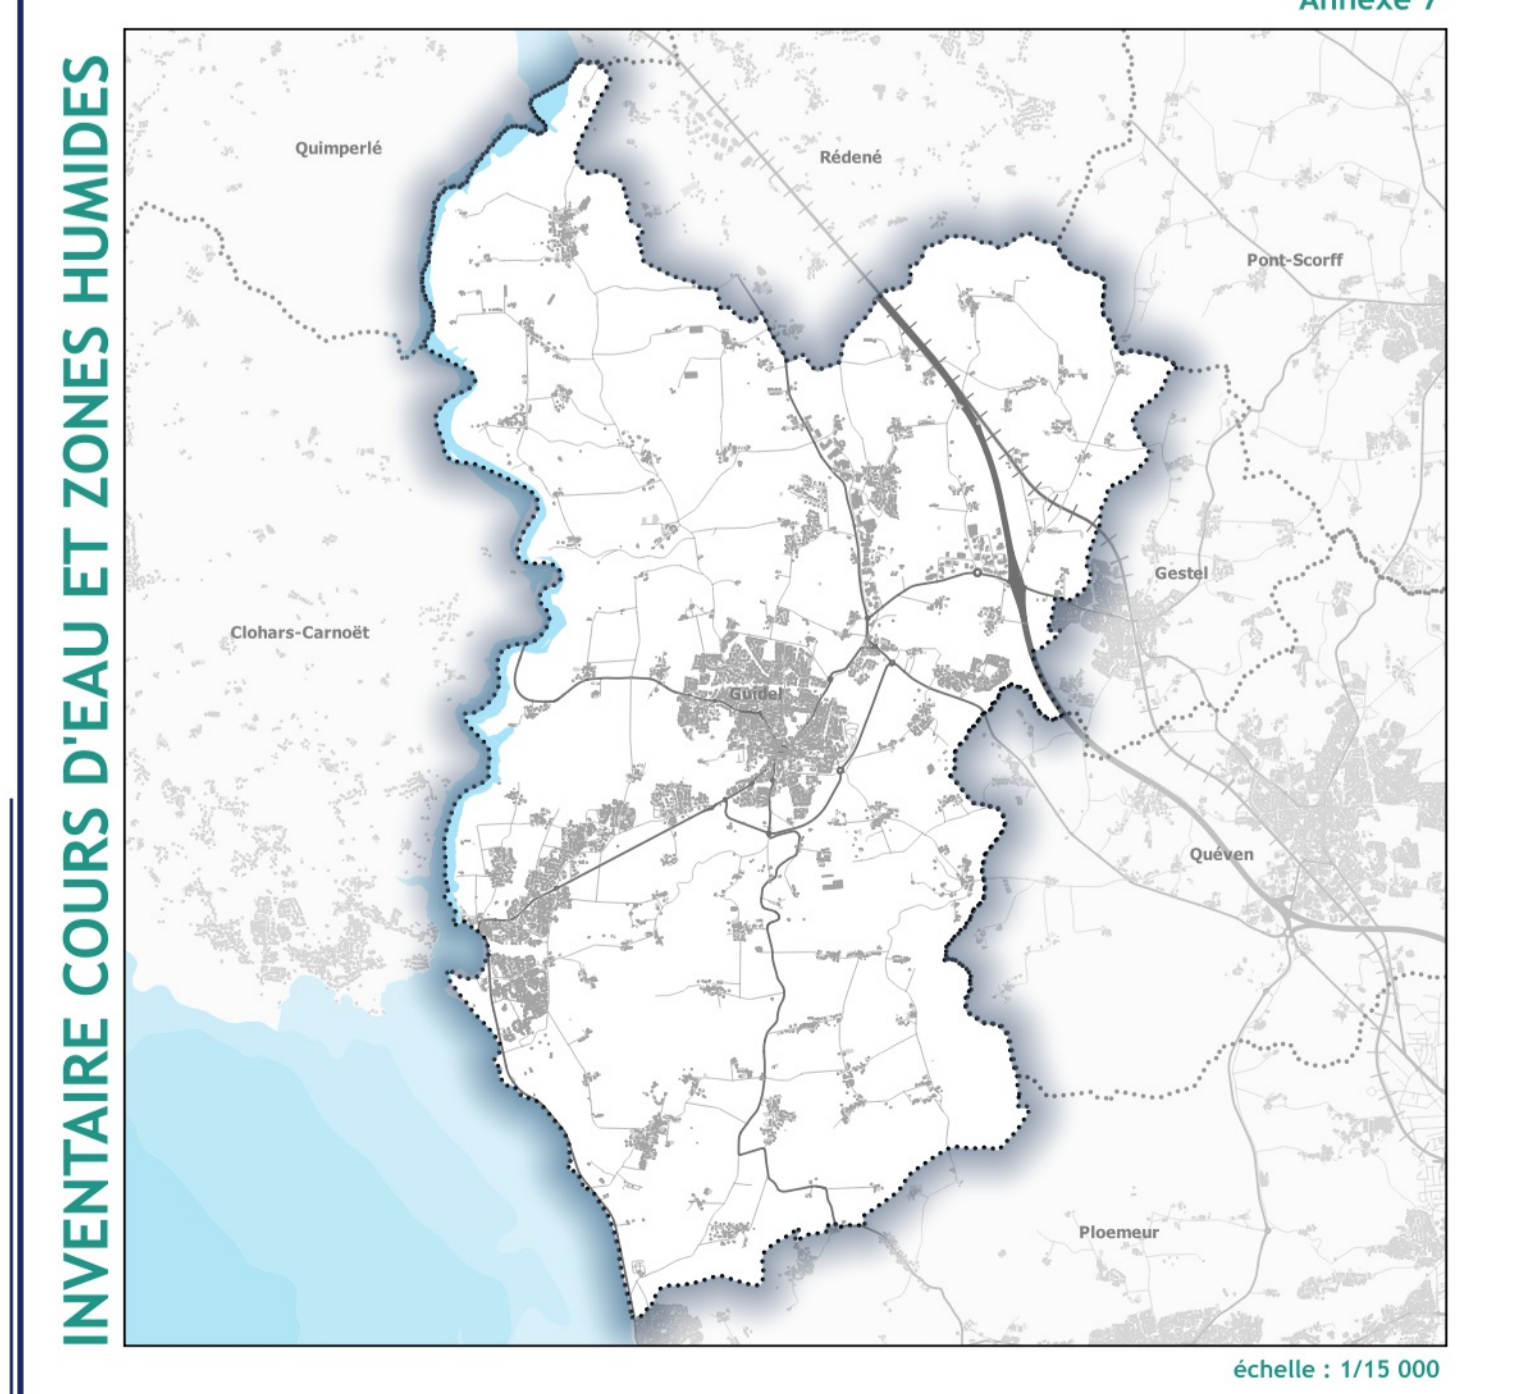 Annexe 7
INVENTAIRE COURS D'EAU ET ZONES HUMIDES
Quimperlé
Rédené
Pont-Scorff
Gestel
Clohars-Carnoët
Guidel
Quéven
Ploemeur
échelle : 1/15 000